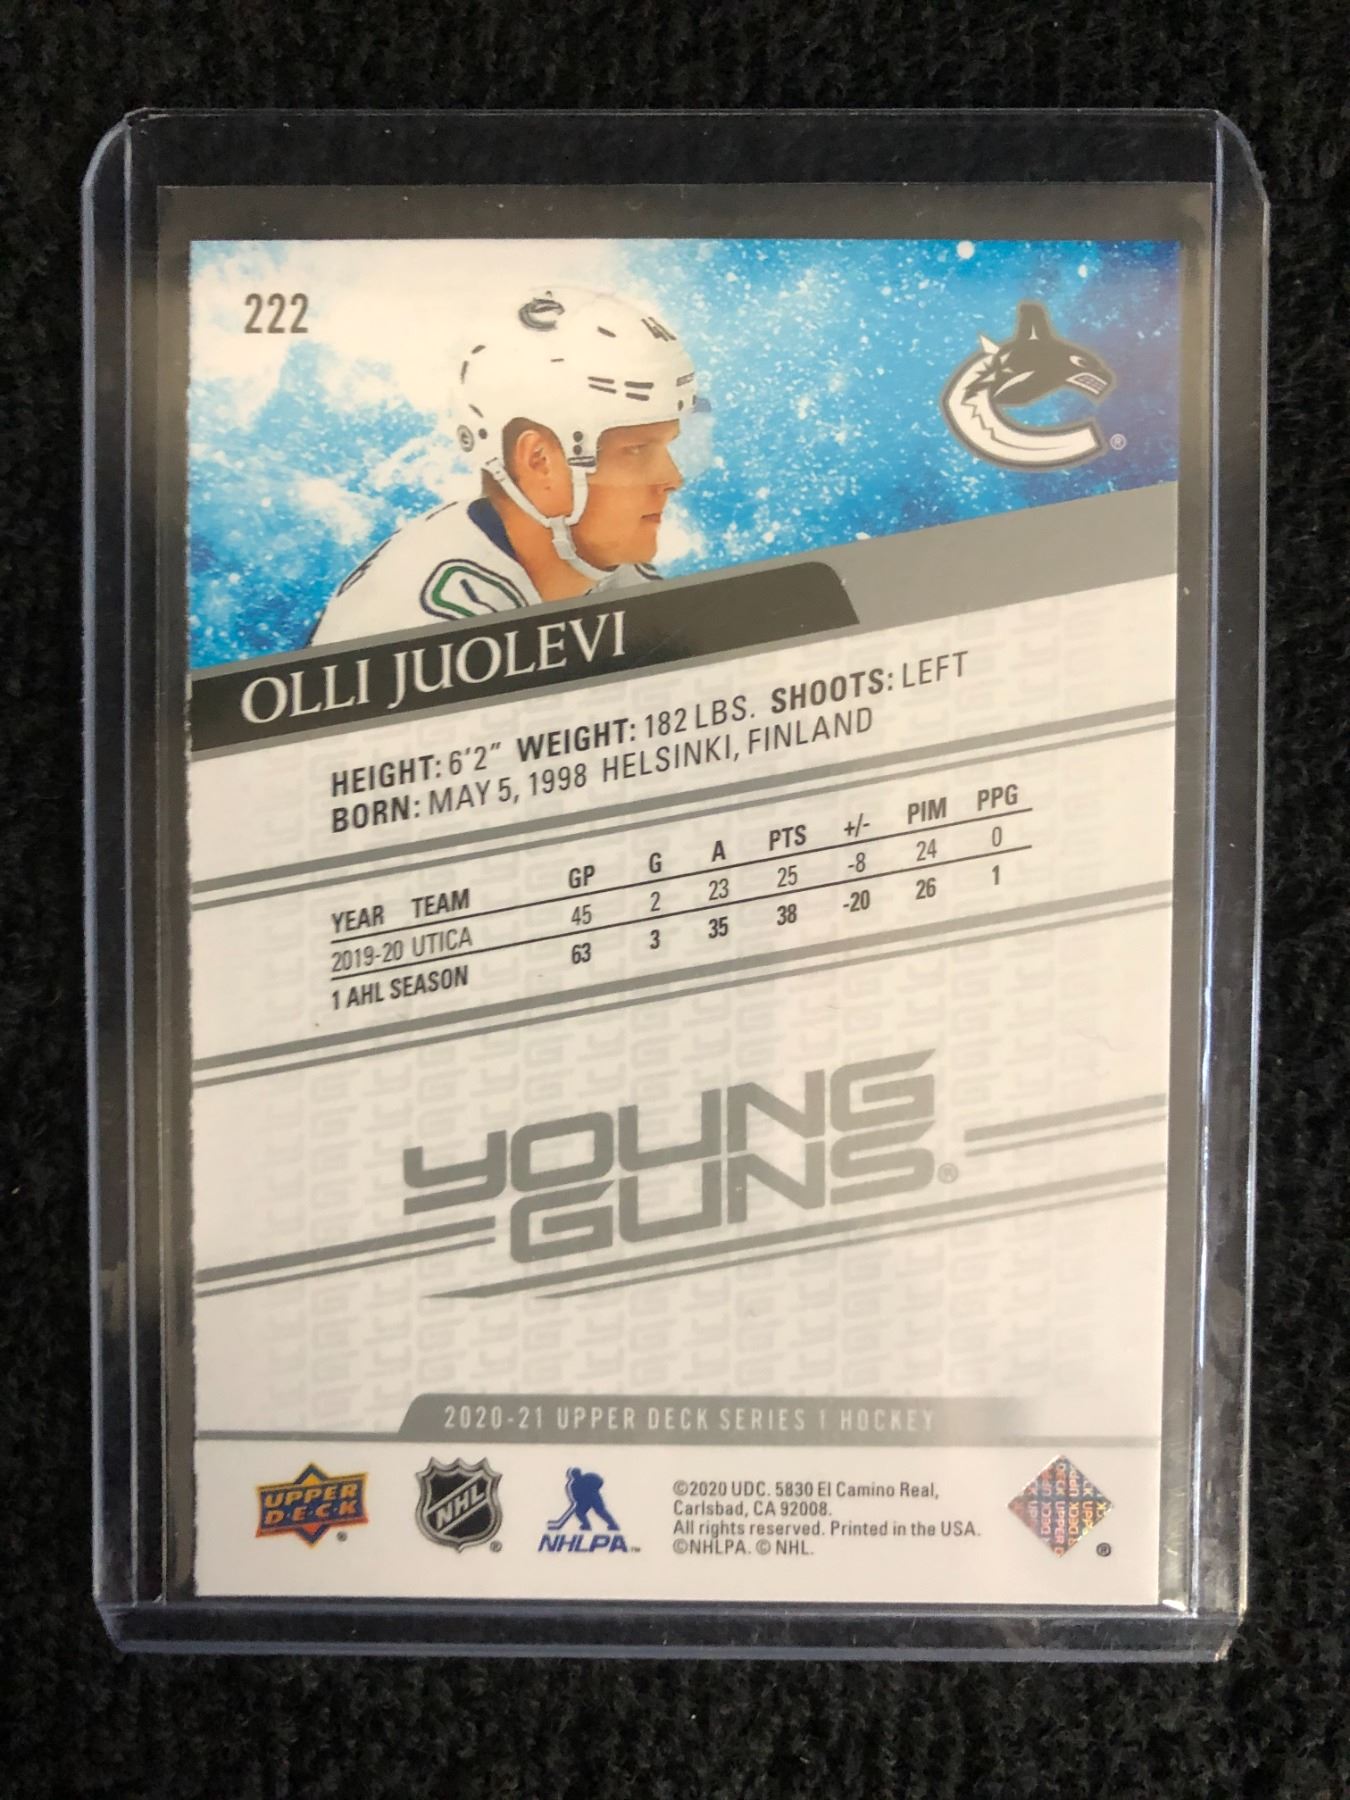 222
48
®
OLLI JUOLEVI
HEIGHT: 6'2" WEIGHT: 182 LBS. SHOOTS: LEFT
BORN: MAY 5, 1998 HELSINKI, FINLAND
YEAR TEAM GP G A PTS +/- PIM PPG
2019-20 UTICA 45 2 23 25 -8 24 0
1 AHL SEASON 63 3 35 38 -20 26 1
YOUNG
GUNS®
2020-21 UPPER DECK SERIES 1 HOCKEY
UPPER
D·E·C·K ®
NHL ®
NHLPA™
©2020 UDC. 5830 El Camino Real,
Carlsbad, CA 92008.
All rights reserved. Printed in the USA.
©NHLPA. © NHL.
UPPER DECK
®